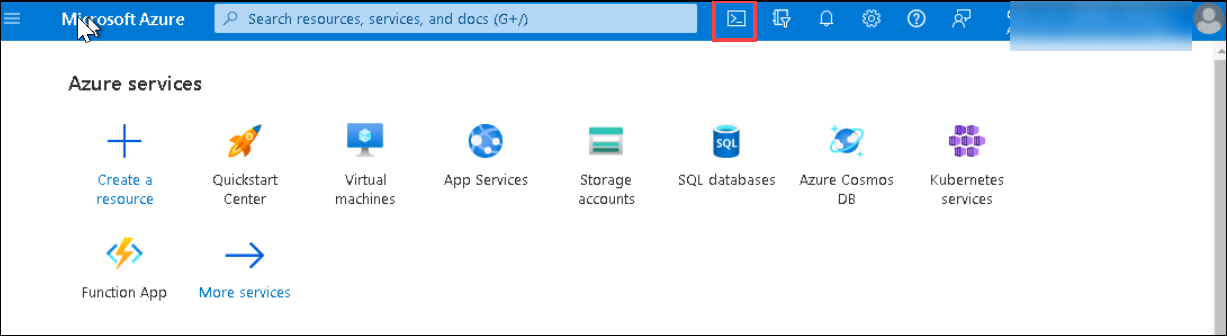 Microsoft Azure
Search resources, services, and docs (G+/)
Azure services
Create a
resource
Quickstart
Center
Virtual
machines
App Services
Storage
accounts
SQL
SQL databases
Azure Cosmos
DB
Kubernetes
services
Function App
More services